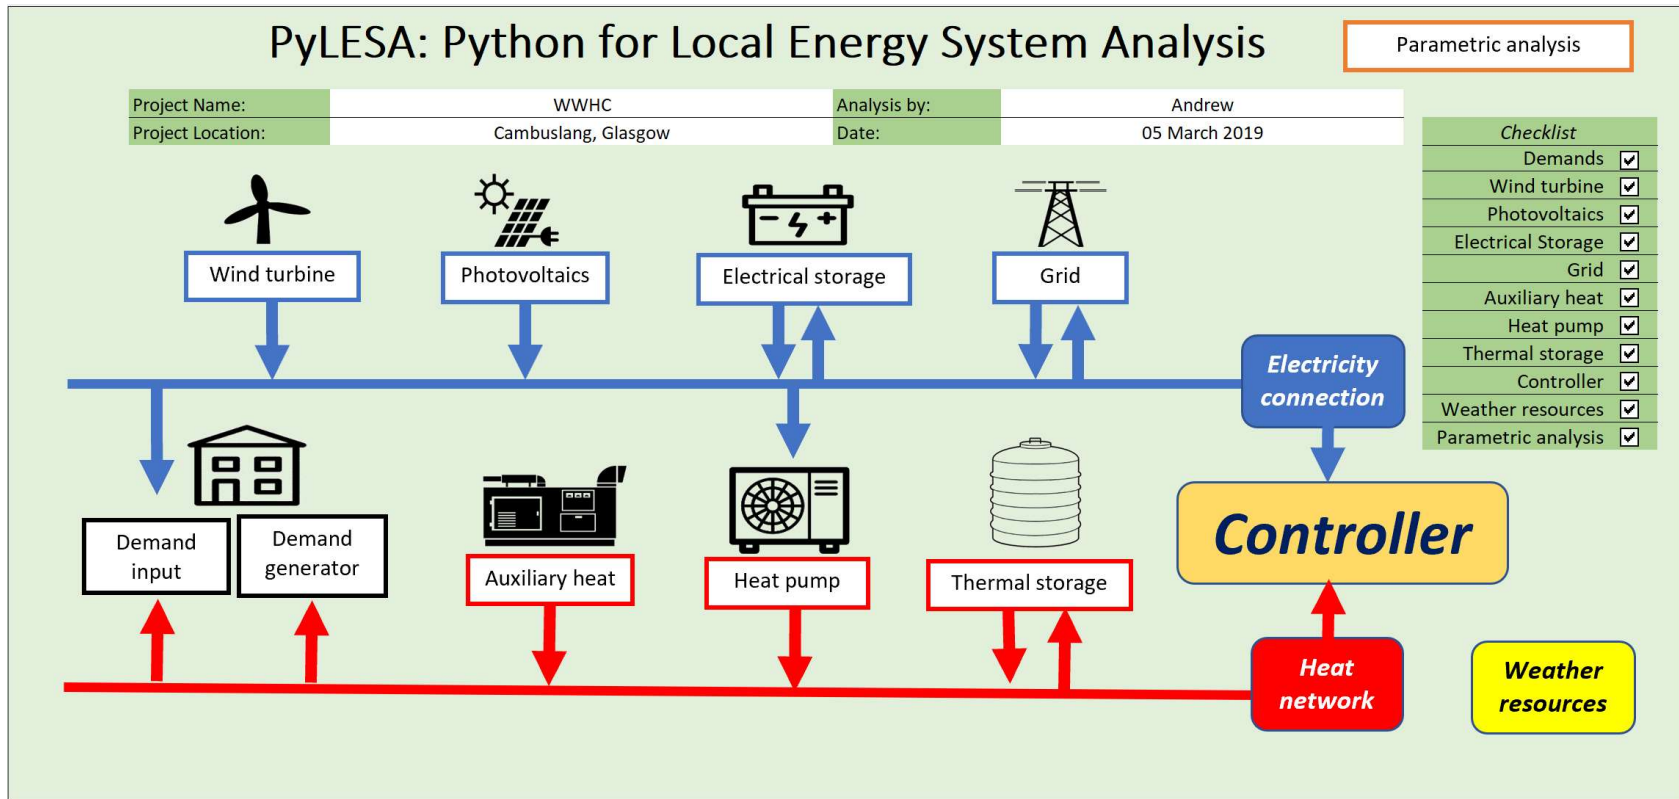 PyLESA: Python for Local Energy System Analysis
Parametric analysis
Project Name: WWHC Analysis by: Andrew
Project Location: Cambuslang, Glasgow Date: 05 March 2019
Checklist
Demands
Wind turbine
Photovoltaics
Electrical Storage
Grid
Auxiliary heat
Heat pump
Thermal storage
Controller
Weather resources
Parametric analysis
Wind turbine
Photovoltaics
Electrical storage
Grid
Electricity
connection
Demand
input
Demand
generator
Auxiliary heat
Heat pump
Thermal storage
Controller
Heat
network
Weather
resources